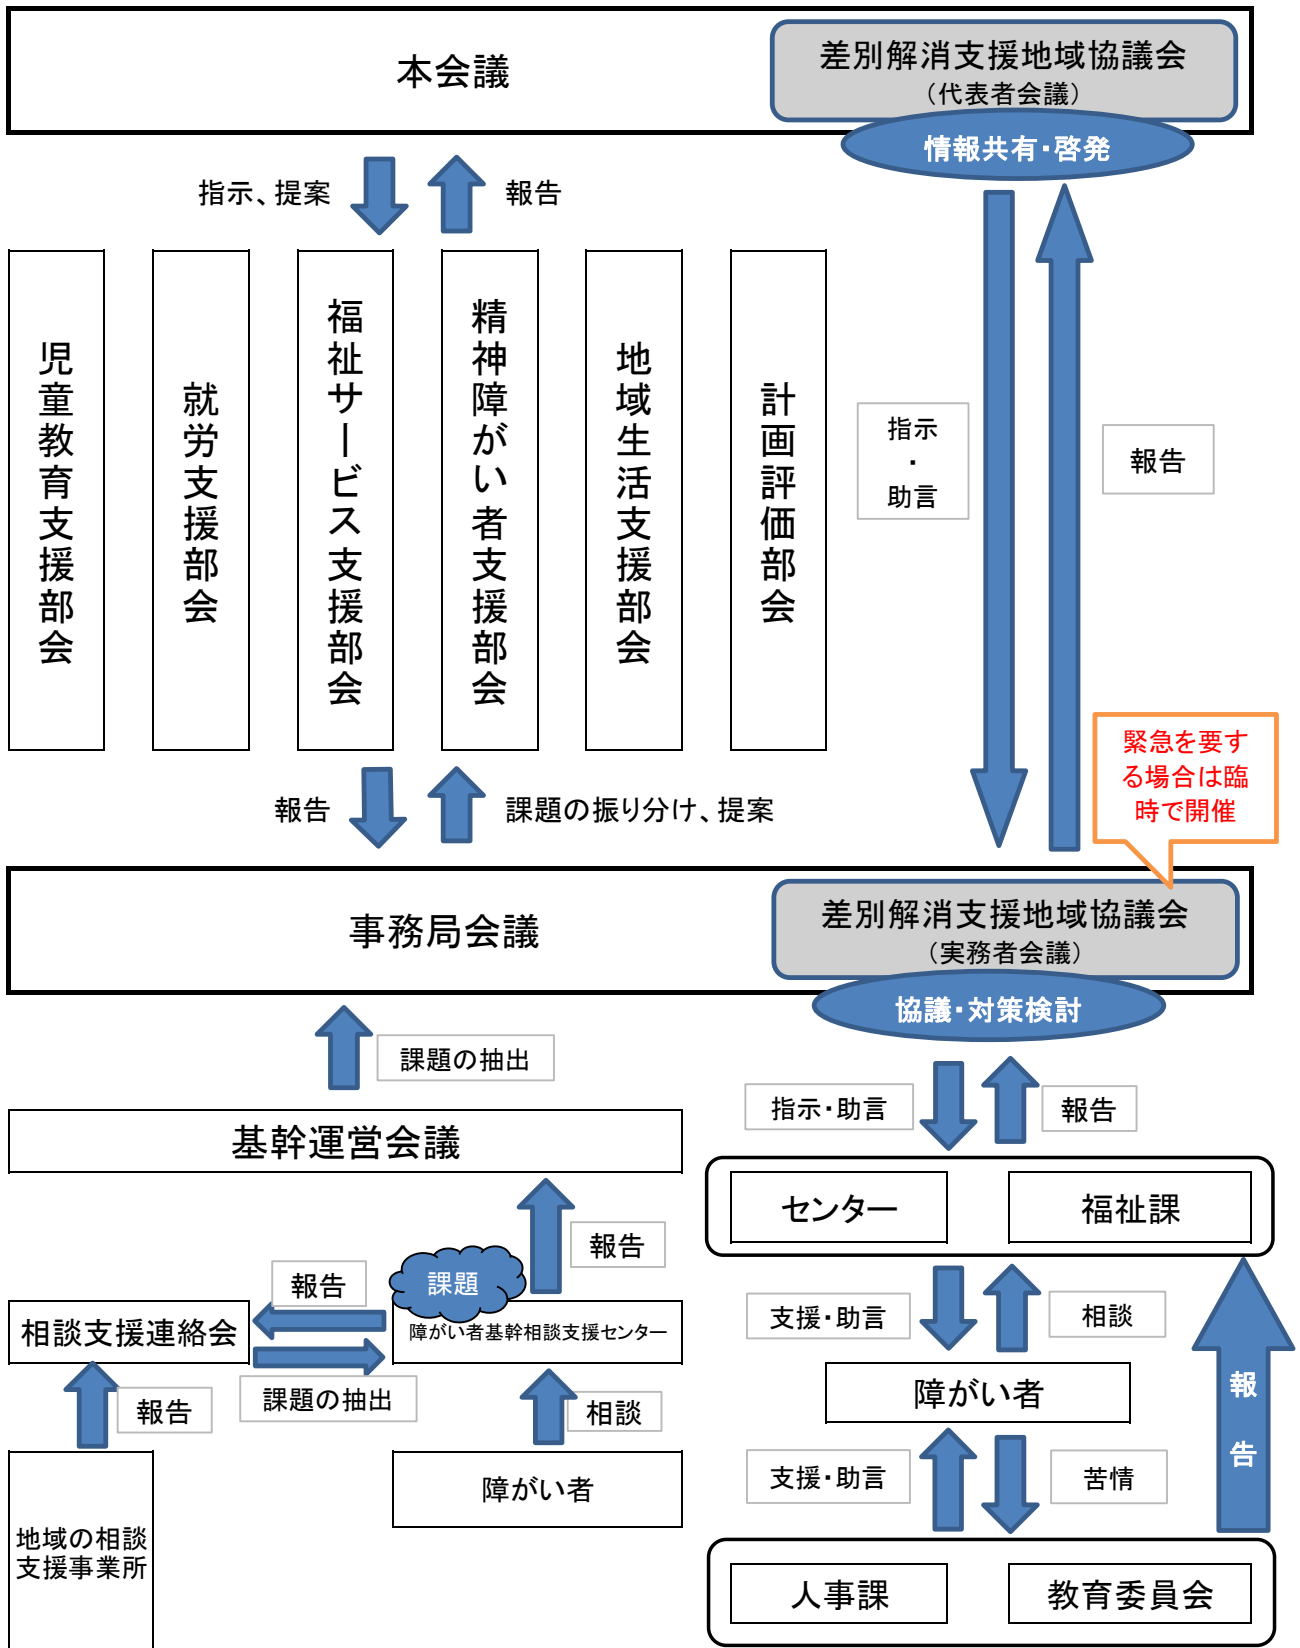 本会議
差別解消支援地域協議会
（代表者会議）
情報共有・啓発
指示、提案
報告
児童教育支援部会
就労支援部会
福祉サービス支援部会
精神障がい者支援部会
地域生活支援部会
計画評価部会
指示
・
助言
報告
緊急を要す
る場合は臨
時で開催
報告
課題の振り分け、提案
事務局会議
差別解消支援地域協議会
（実務者会議）
協議・対策検討
課題の抽出
指示・助言
報告
基幹運営会議
センター
福祉課
報告
課題
報告
相談支援連絡会
障がい者基幹相談支援センター
課題の抽出
報告
相談
支援・助言
相談
障がい者
報告
障がい者
支援・助言
苦情
地域の相談
支援事業所
人事課
教育委員会